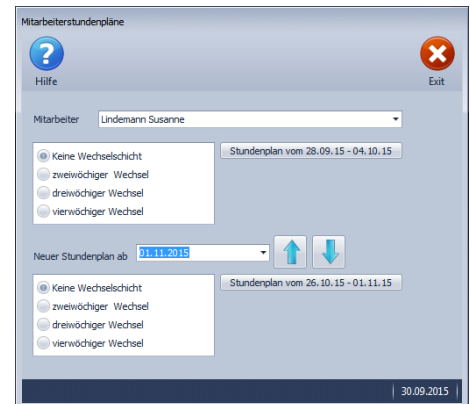 Mitarbeiterstundenpläne
Hilfe
Exit
Mitarbeiter Lindemann Susanne
Keine Wechselschicht
zweiwöchiger Wechsel
dreiwöchiger Wechsel
vierwöchiger Wechsel
Stundenplan vom 28.09.15 - 04.10.15
Neuer Stundenplan ab 01.11.2015
Keine Wechselschicht
zweiwöchiger Wechsel
dreiwöchiger Wechsel
vierwöchiger Wechsel
Stundenplan vom 26.10.15 - 01.11.15
30.09.2015